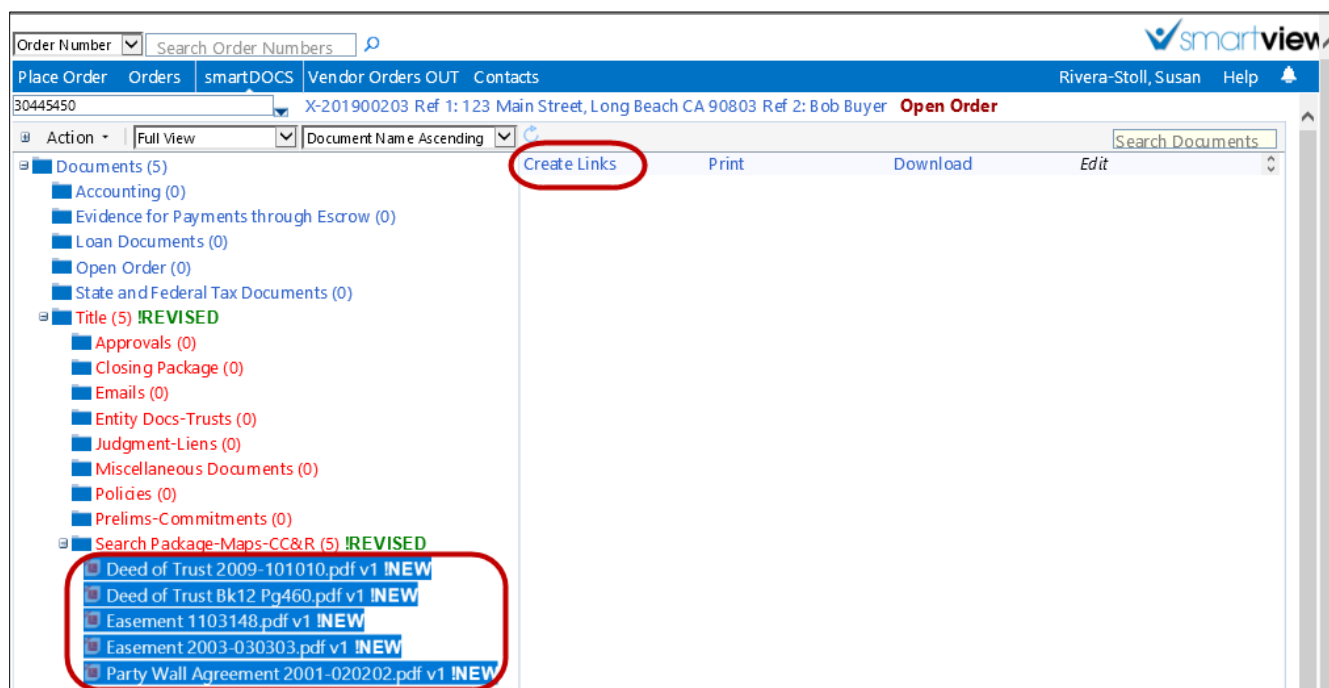 Order Number Search Order Numbers smartview
Place Order Orders smartDOCS Vendor Orders OUT Contacts Rivera-Stoll, Susan Help
30445450 X-201900203 Ref 1: 123 Main Street, Long Beach CA 90803 Ref 2: Bob Buyer Open Order
Action Full View Document Name Ascending Search Documents
Documents (5) Create Links Print Download Edit
Accounting (0)
Evidence for Payments through Escrow (0)
Loan Documents (0)
Open Order (0)
State and Federal Tax Documents (0)
Title (5) !REVISED
Approvals (0)
Closing Package (0)
Emails (0)
Entity Docs-Trusts (0)
Judgment-Liens (0)
Miscellaneous Documents (0)
Policies (0)
Prelims-Commitments (0)
Search Package-Maps-CC&R (5) !REVISED
Deed of Trust 2009-101010.pdf v1 !NEW
Deed of Trust Bk12 Pg460.pdf v1 !NEW
Easement 1103148.pdf v1 !NEW
Easement 2003-030303.pdf v1 !NEW
Party Wall Agreement 2001-020202.pdf v1 !NEW